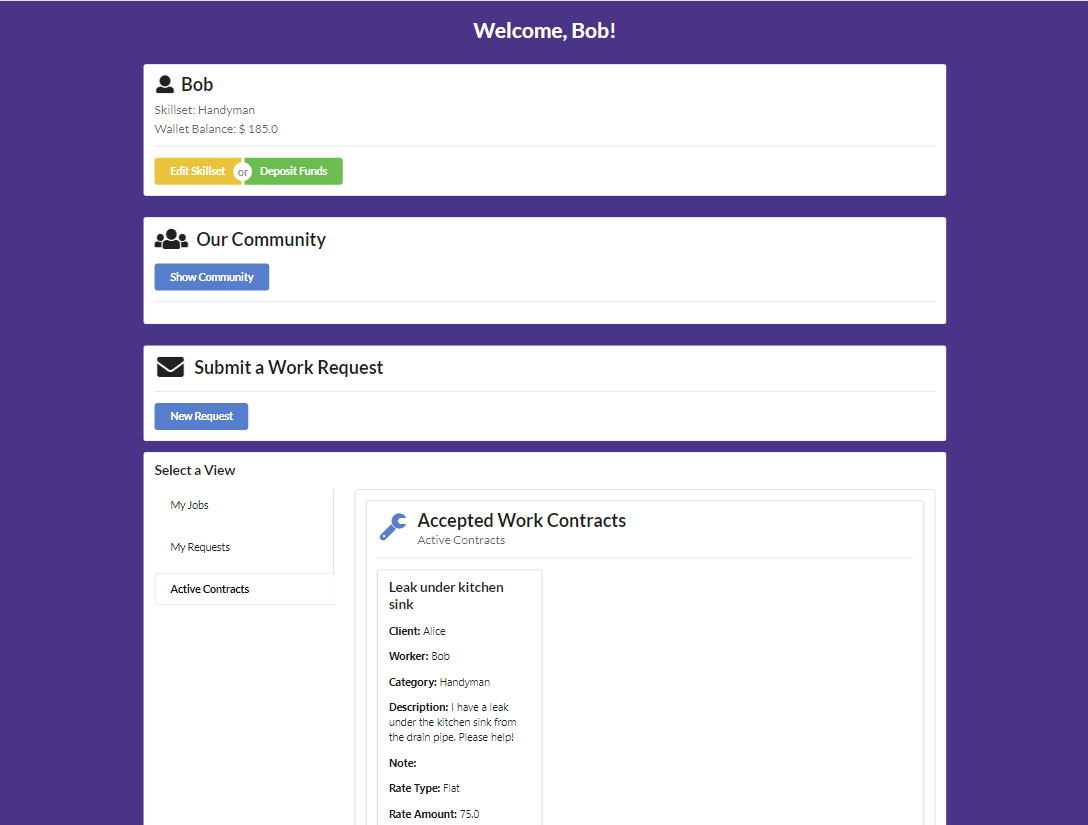 Welcome, Bob!
Bob
Skillset: Handyman
Wallet Balance: $ 185.0
Edit Skillset or Deposit Funds
Our Community
Show Community
Submit a Work Request
New Request
Select a View
My Jobs
My Requests
Active Contracts
Accepted Work Contracts
Active Contracts
Leak under kitchen
sink
Client: Alice
Worker: Bob
Category: Handyman
Description: I have a leak
under the kitchen sink from
the drain pipe. Please help!
Note:
Rate Type: Flat
Rate Amount: 75.0